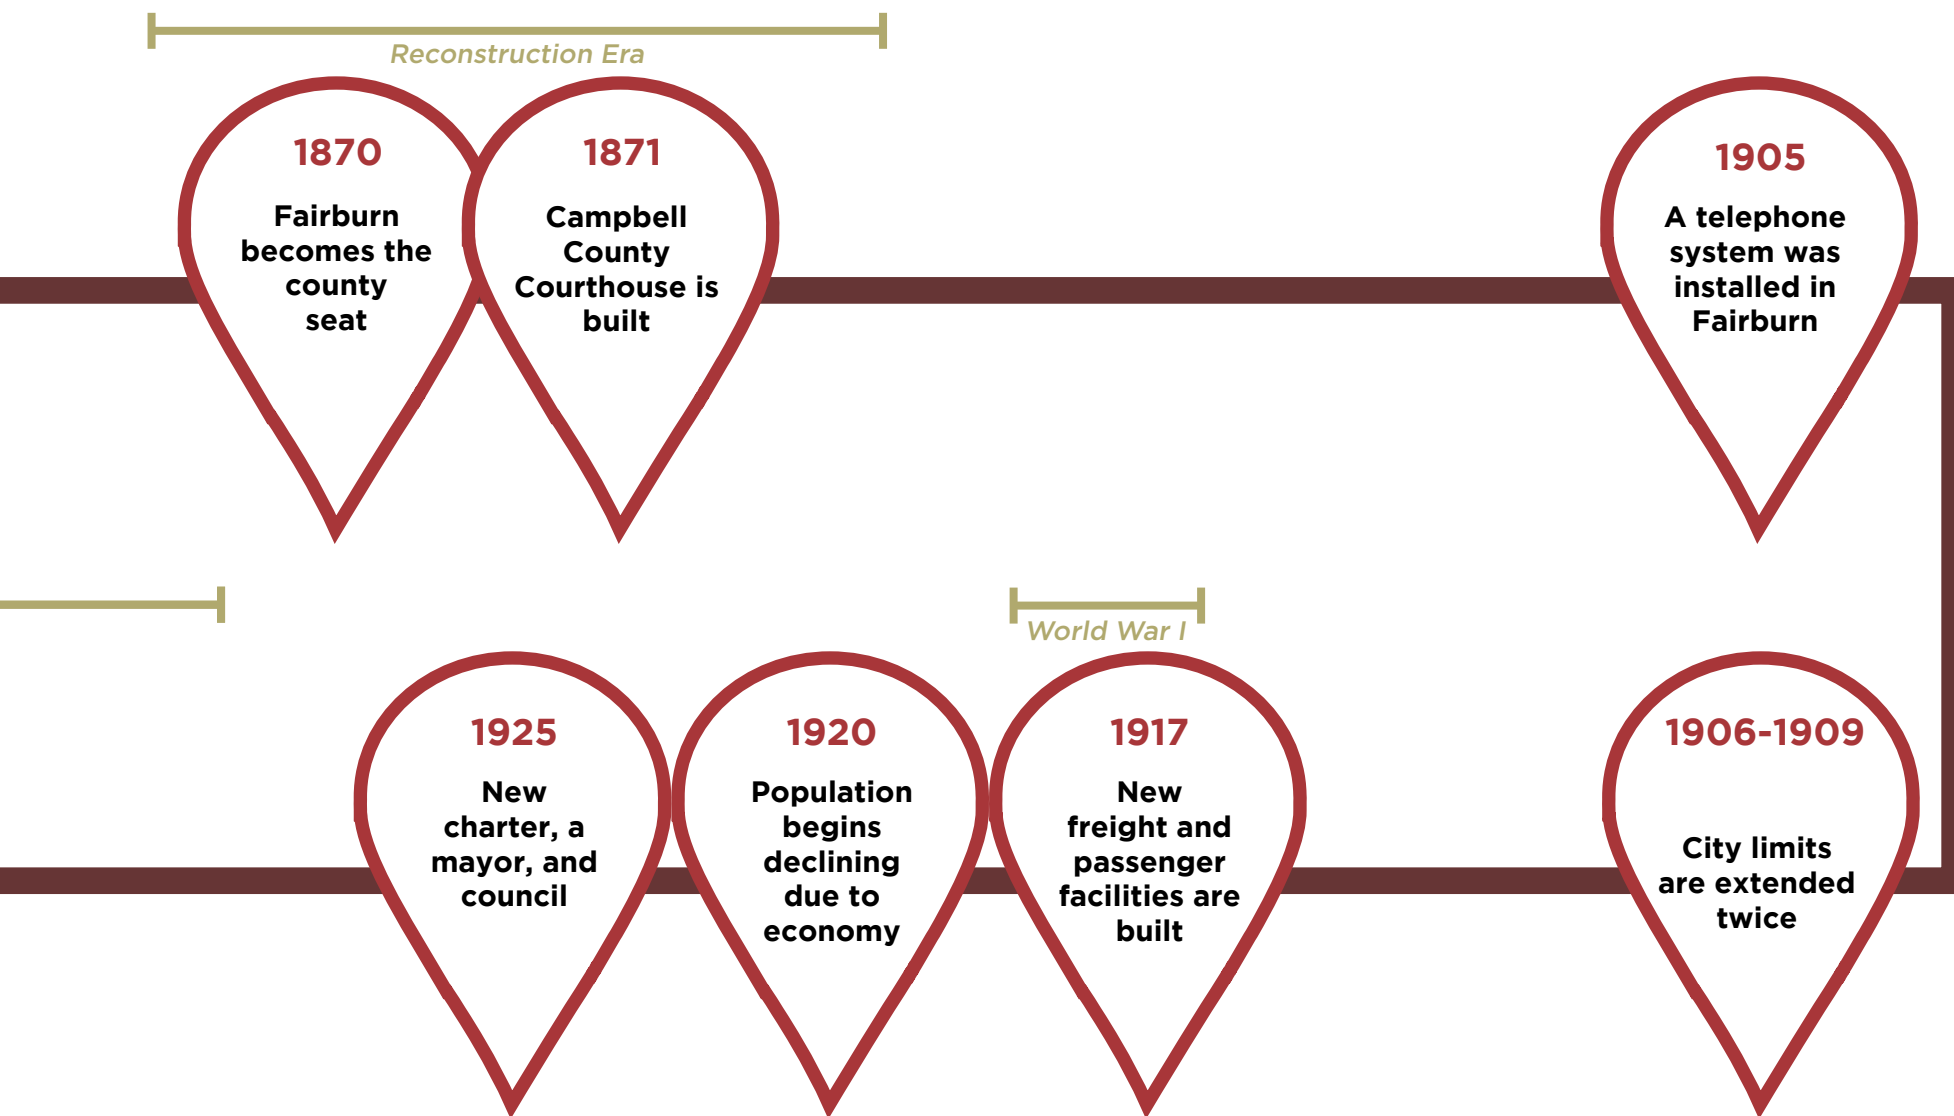 Reconstruction Era
1870
Fairburn
becomes the
county
seat
1871
Campbell
County
Courthouse is
built
1905
A telephone
system was
installed in
Fairburn
World War I
1925
New
charter, a
mayor, and
council
1920
Population
begins
declining
due to
economy
1917
New
freight and
passenger
facilities are
built
1906-1909
City limits
are extended
twice